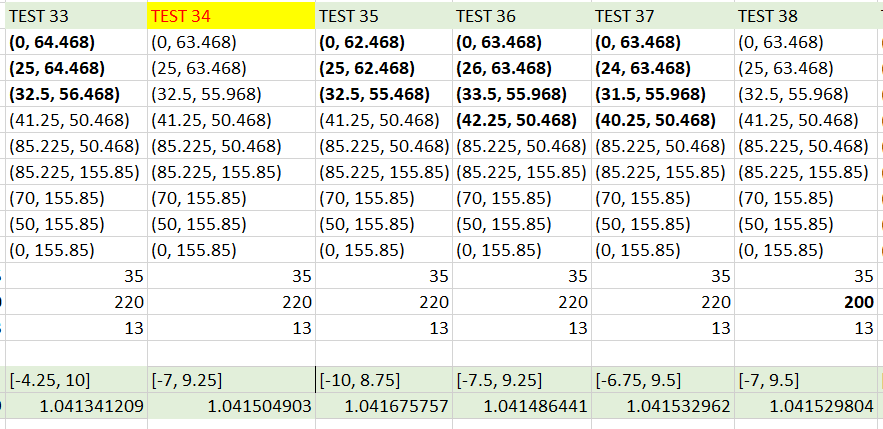 TEST 33 TEST 34 TEST 35 TEST 36 TEST 37 TEST 38
(0, 64.468) (0, 63.468) (0, 62.468) (0, 63.468) (0, 63.468) (0, 63.468)
(25, 64.468) (25, 63.468) (25, 62.468) (26, 63.468) (24, 63.468) (25, 63.468)
(32.5, 56.468) (32.5, 55.968) (32.5, 55.468) (33.5, 55.968) (31.5, 55.968) (32.5, 55.968)
(41.25, 50.468) (41.25, 50.468) (41.25, 50.468) (42.25, 50.468) (40.25, 50.468) (41.25, 50.468)
(85.225, 50.468) (85.225, 50.468) (85.225, 50.468) (85.225, 50.468) (85.225, 50.468) (85.225, 50.468)
(85.225, 155.85) (85.225, 155.85) (85.225, 155.85) (85.225, 155.85) (85.225, 155.85) (85.225, 155.85)
(70, 155.85) (70, 155.85) (70, 155.85) (70, 155.85) (70, 155.85) (70, 155.85)
(50, 155.85) (50, 155.85) (50, 155.85) (50, 155.85) (50, 155.85) (50, 155.85)
(0, 155.85) (0, 155.85) (0, 155.85) (0, 155.85) (0, 155.85) (0, 155.85)
35 35 35 35 35 35
220 220 220 220 220 200
13 13 13 13 13 13
[-4.25, 10] [-7, 9.25] [-10, 8.75] [-7.5, 9.25] [-6.75, 9.5] [-7, 9.5]
1.041341209 1.041504903 1.041675757 1.041486441 1.041532962 1.041529804